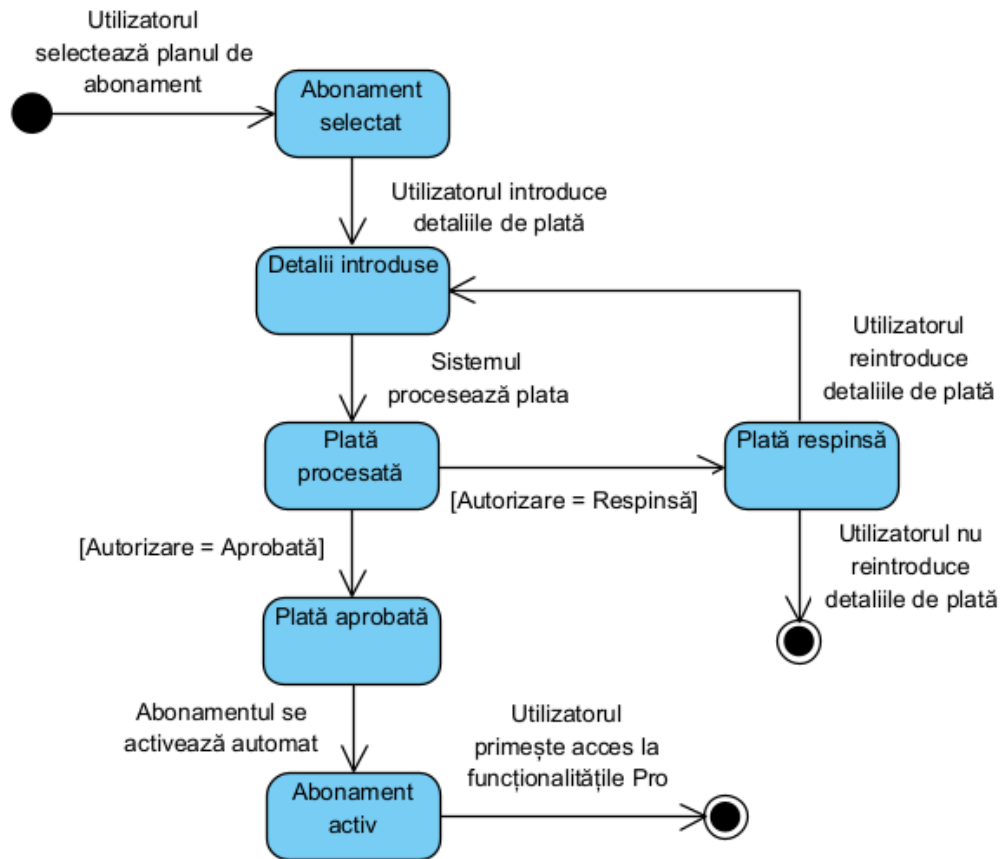 Utilizatorul
selectează planul de
abonament
Abonament
selectat
Utilizatorul introduce
detaliile de plată
Detalii introduse
Utilizatorul
reintroduce
detaliile de plată
Sistemul
procesează plata
Plată
procesată
Plată respinsă
[Autorizare = Respinsă]
[Autorizare = Aprobată]
Utilizatorul nu
reintroduce
detaliile de plată
Plată aprobată
Abonamentul se
activează automat
Utilizatorul
primește acces la
funcționalitățile Pro
Abonament
activ